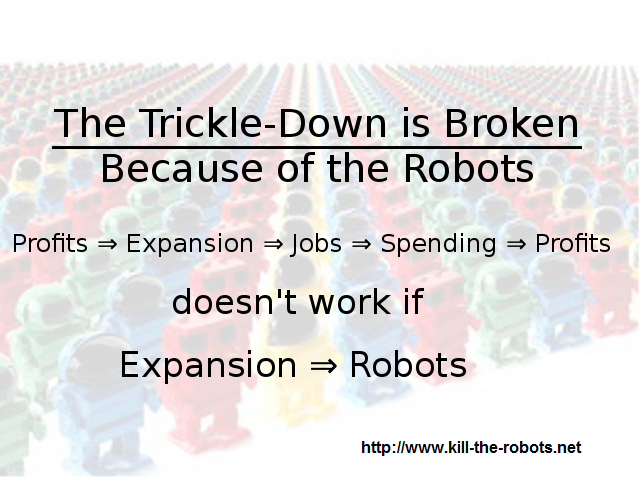 The Trickle-Down is Broken
Because of the Robots
Profits ⇒ Expansion ⇒ Jobs ⇒ Spending ⇒ Profits
doesn't work if
Expansion ⇒ Robots
http://www.kill-the-robots.net